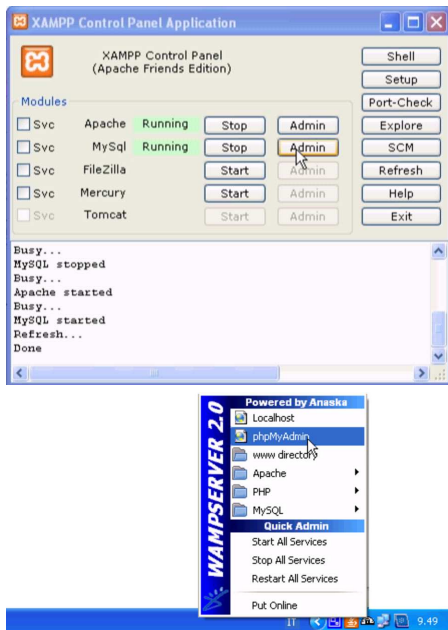 XAMPP Control Panel Application
XAMPP Control Panel
(Apache Friends Edition)
Shell
Setup
Modules
Port-Check
Svc Apache Running Stop Admin Explore
Svc MySql Running Stop Admin SCM
Svc FileZilla Start Admin Refresh
Svc Mercury Start Admin Help
Svc Tomcat Start Admin Exit
Busy...
MySQL stopped
Busy...
Apache started
Busy...
MySQL started
Refresh...
Done
WAMPSERVER 2.0
Powered by Anaska
Localhost
phpMyAdmin
www directory
Apache
PHP
MySQL
Quick Admin
Start All Services
Stop All Services
Restart All Services
Put Online
IT 9.49